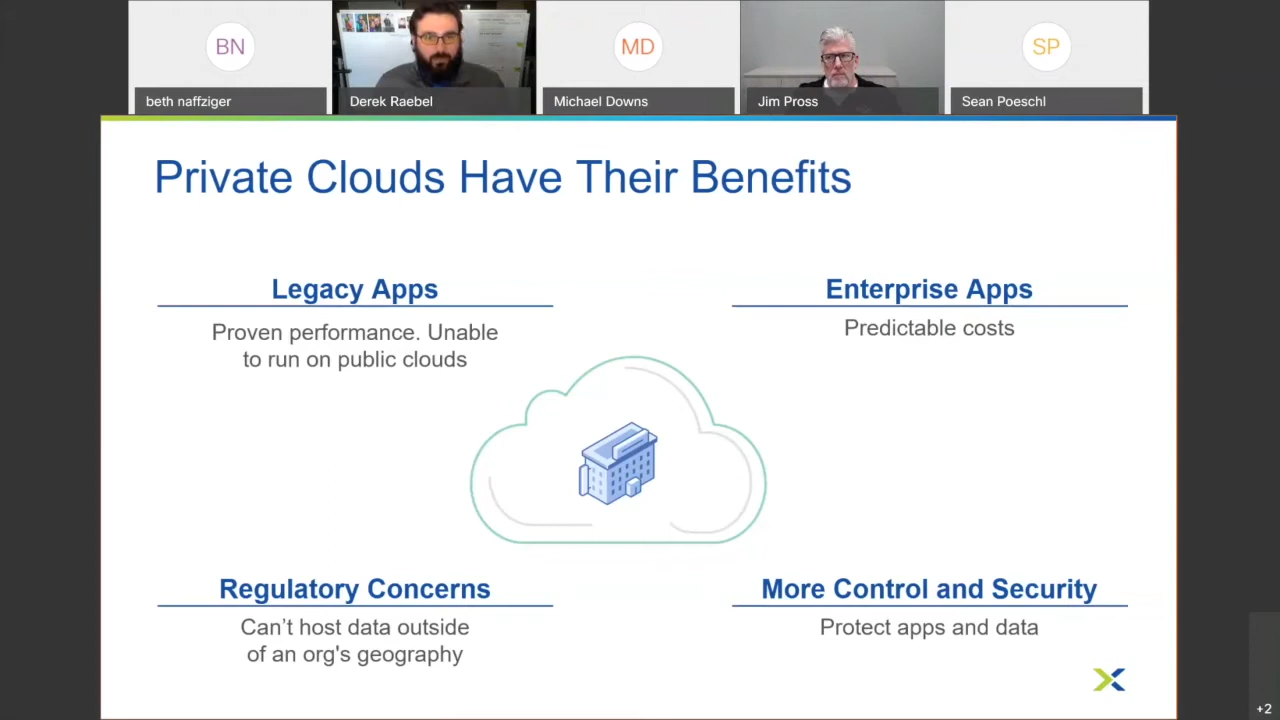 BN
MD
SP
beth naffziger
Derek Raebel
Michael Downs
Jim Pross
Sean Poeschl
Private Clouds Have Their Benefits
Legacy Apps
Proven performance. Unable
to run on public clouds
Enterprise Apps
Predictable costs
Regulatory Concerns
Can’t host data outside
of an org's geography
More Control and Security
Protect apps and data
+2